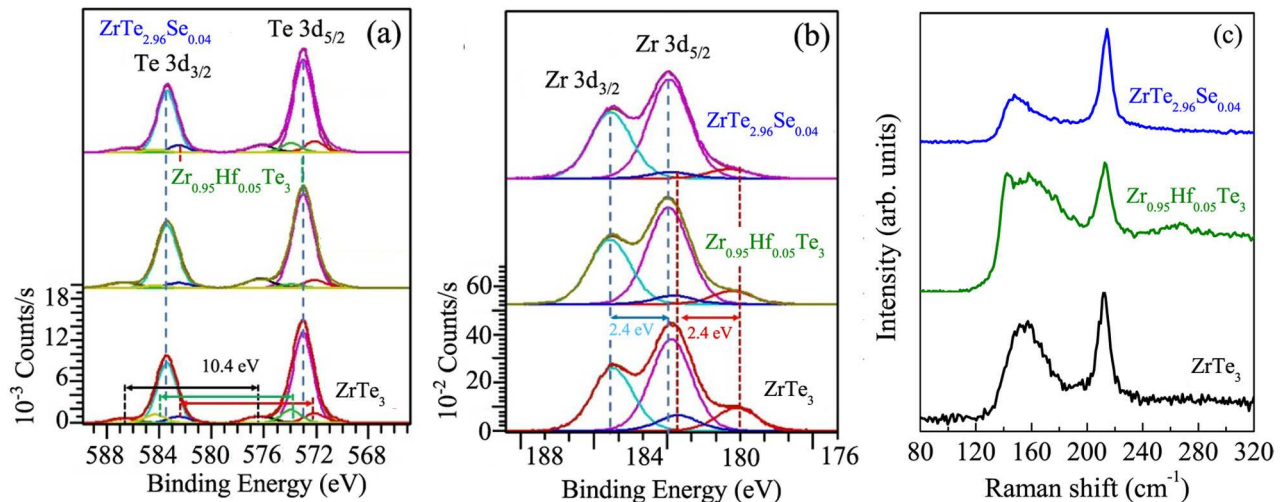 (a)
ZrTe2.96Se0.04
Te 3d5/2
Te 3d3/2
Zr0.95Hf0.05Te3
18
12
6
0
10.4 eV
ZrTe3
10-3 Counts/s
588 584 580 576 572 568
Binding Energy (eV)
(b)
Zr 3d5/2
Zr 3d3/2
ZrTe2.96Se0.04
Zr0.95Hf0.05Te3
60
40
20
0
2.4 eV
2.4 eV
ZrTe3
10-2 Counts/s
188 184 180 176
Binding Energy (eV)
(c)
ZrTe2.96Se0.04
Zr0.95Hf0.05Te3
ZrTe3
Intensity (arb. units)
80 120 160 200 240 280 320
Raman shift (cm-1)